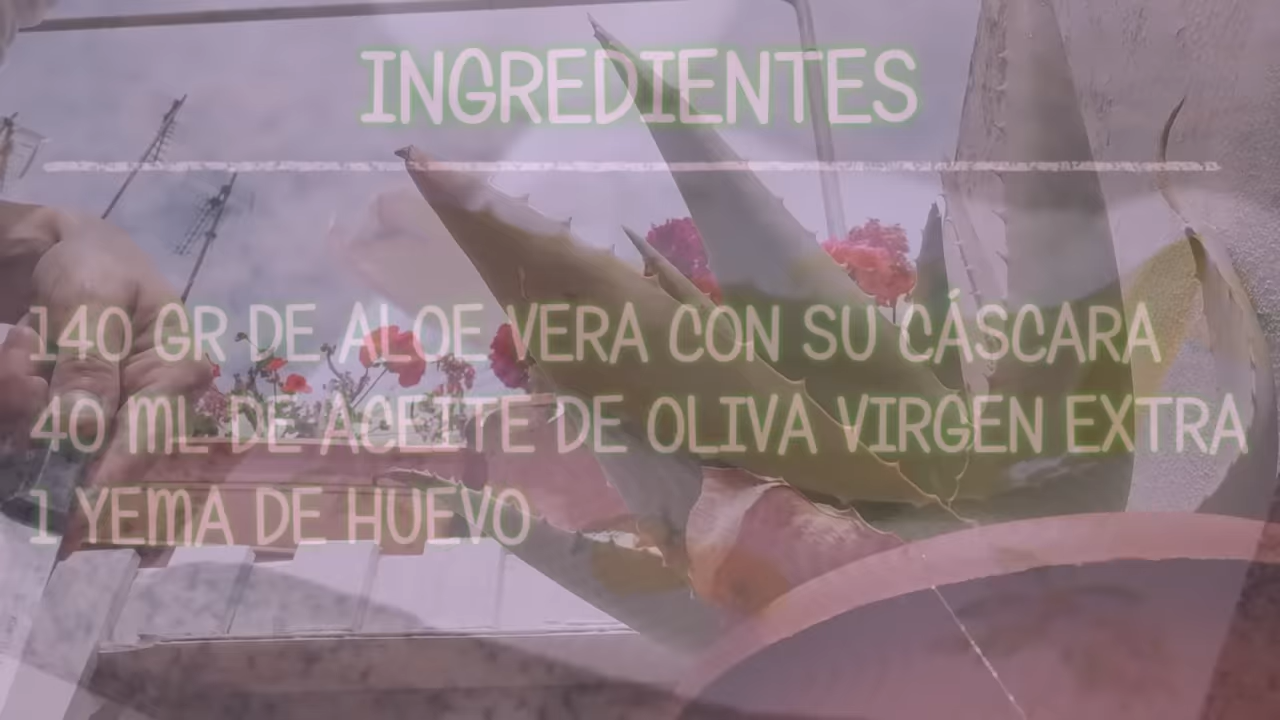 INGREDIENTES
140 GR DE ALOE VERA CON SU CÁSCARA
40 ML DE ACEITE DE OLIVA VIRGEN EXTRA
1 YEMA DE HUEVO